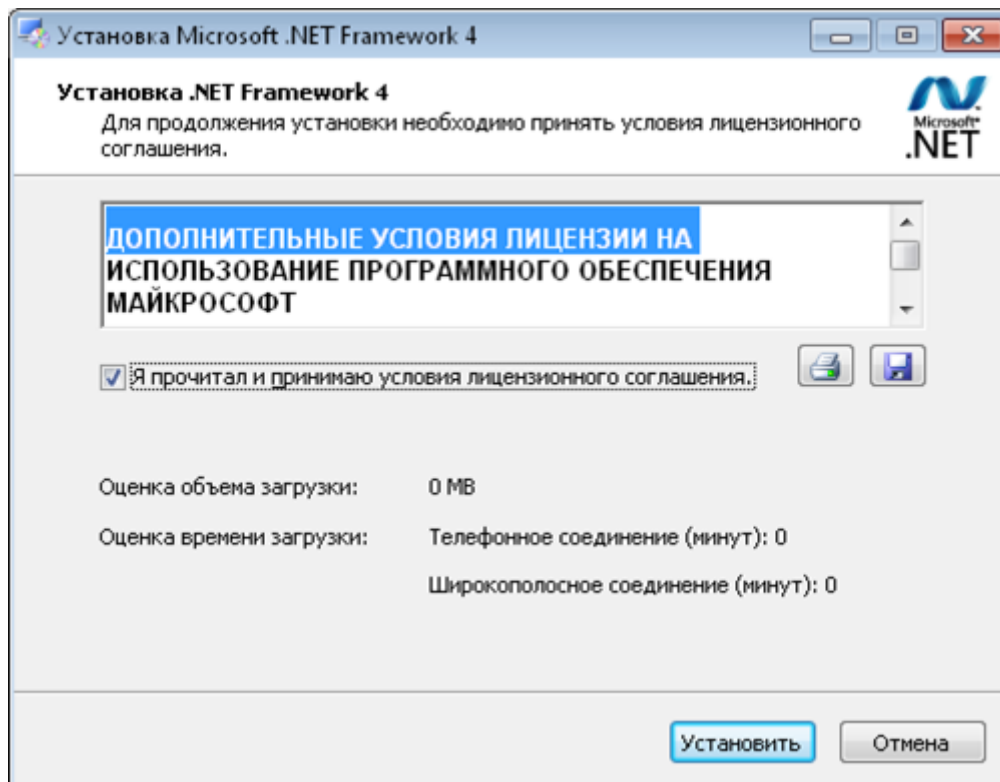 Установка Microsoft .NET Framework 4
Установка .NET Framework 4
Для продолжения установки необходимо принять условия лицензионного
соглашения.
Microsoft®
.NET
ДОПОЛНИТЕЛЬНЫЕ УСЛОВИЯ ЛИЦЕНЗИИ НА
ИСПОЛЬЗОВАНИЕ ПРОГРАММНОГО ОБЕСПЕЧЕНИЯ
МАЙКРОСОФТ
Я прочитал и принимаю условия лицензионного соглашения.
Оценка объема загрузки: 0 MB
Оценка времени загрузки: Телефонное соединение (минут): 0
Широкополосное соединение (минут): 0
Установить Отмена